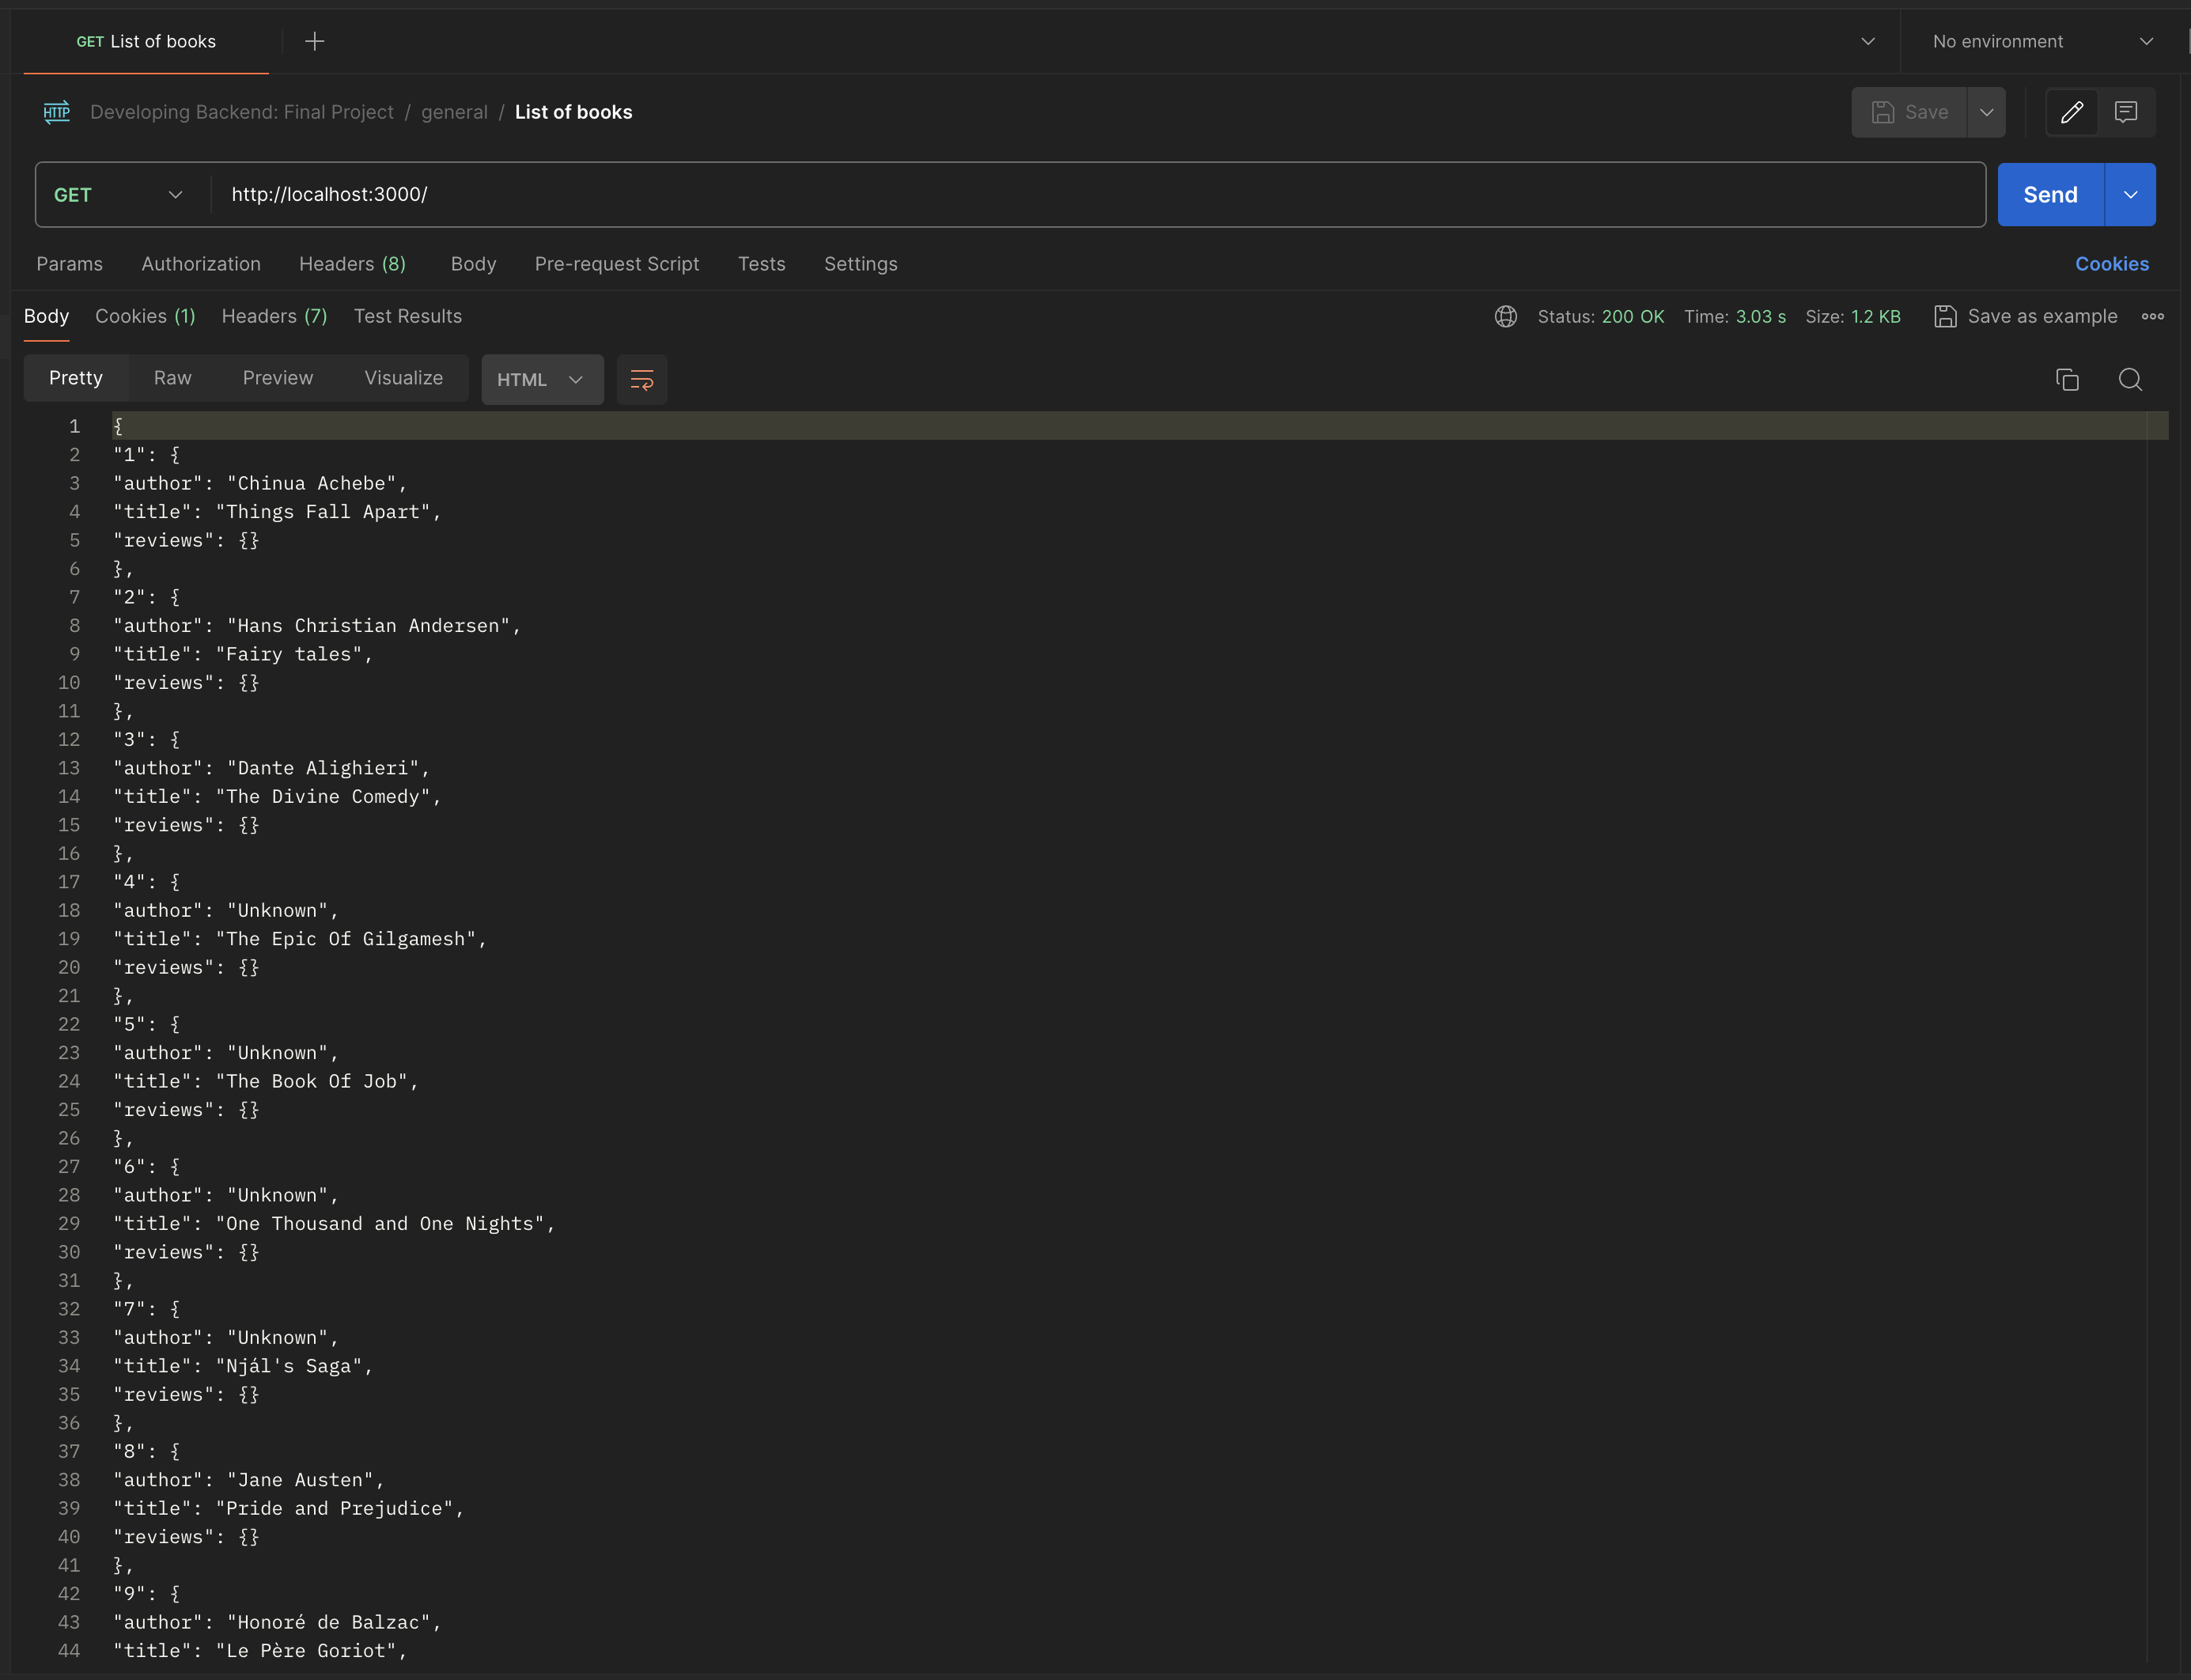 GET List of books
No environment
HTTP Developing Backend: Final Project / general / List of books
Save
GET http://localhost:3000/
Send
Params Authorization Headers (8) Body Pre-request Script Tests Settings Cookies
Body Cookies (1) Headers (7) Test Results Status: 200 OK Time: 3.03 s Size: 1.2 KB Save as example
Pretty Raw Preview Visualize HTML
1 {
2 "1": {
3 "author": "Chinua Achebe",
4 "title": "Things Fall Apart",
5 "reviews": {}
6 },
7 "2": {
8 "author": "Hans Christian Andersen",
9 "title": "Fairy tales",
10 "reviews": {}
11 },
12 "3": {
13 "author": "Dante Alighieri",
14 "title": "The Divine Comedy",
15 "reviews": {}
16 },
17 "4": {
18 "author": "Unknown",
19 "title": "The Epic Of Gilgamesh",
20 "reviews": {}
21 },
22 "5": {
23 "author": "Unknown",
24 "title": "The Book Of Job",
25 "reviews": {}
26 },
27 "6": {
28 "author": "Unknown",
29 "title": "One Thousand and One Nights",
30 "reviews": {}
31 },
32 "7": {
33 "author": "Unknown",
34 "title": "Njál's Saga",
35 "reviews": {}
36 },
37 "8": {
38 "author": "Jane Austen",
39 "title": "Pride and Prejudice",
40 "reviews": {}
41 },
42 "9": {
43 "author": "Honoré de Balzac",
44 "title": "Le Père Goriot",